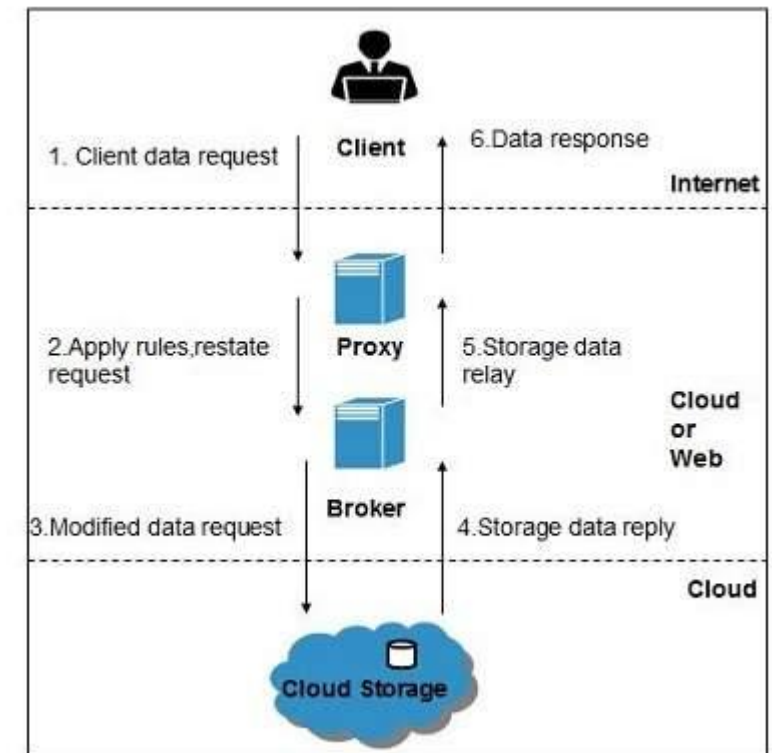 1. Client data request
Client
6.Data response
Internet
2.Apply rules,restate
request
Proxy
5.Storage data
relay
Cloud
or
Web
Broker
3.Modified data request
4.Storage data reply
Cloud
Cloud Storage